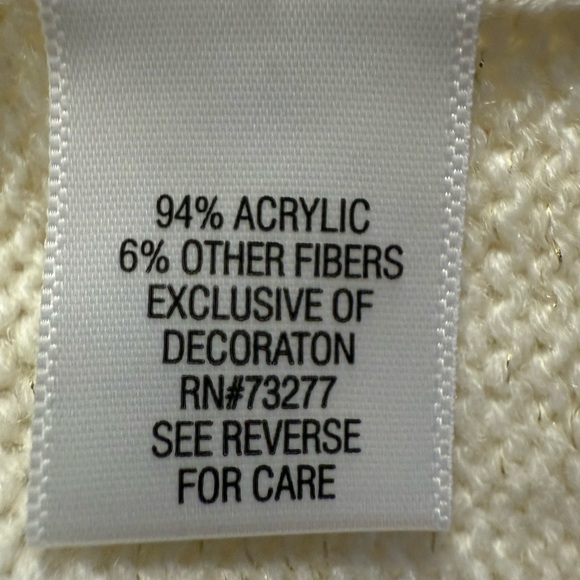 94% ACRYLIC
6% OTHER FIBERS
EXCLUSIVE OF
DECORATON
RN#73277
SEE REVERSE
FOR CARE